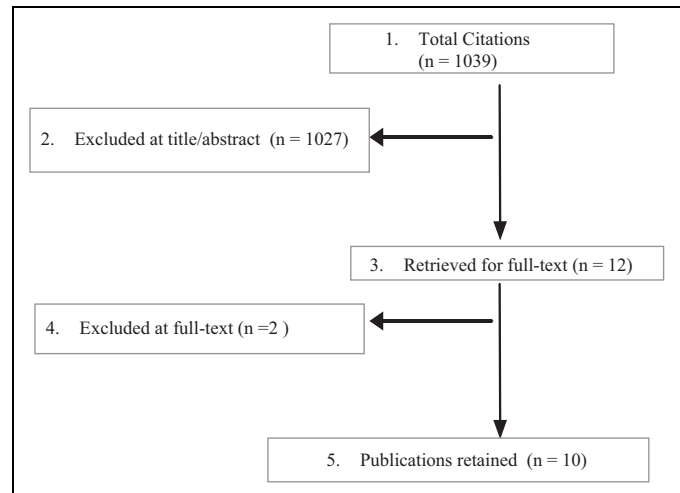 1. Total Citations
(n = 1039)
2. Excluded at title/abstract (n = 1027)
3. Retrieved for full-text (n = 12)
4. Excluded at full-text (n =2 )
5. Publications retained (n = 10)